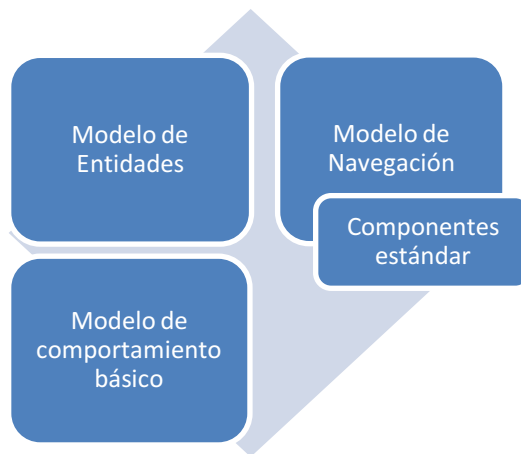 Modelo de
Entidades
Modelo de
Navegación
Componentes
estándar
Modelo de
comportamiento
básico